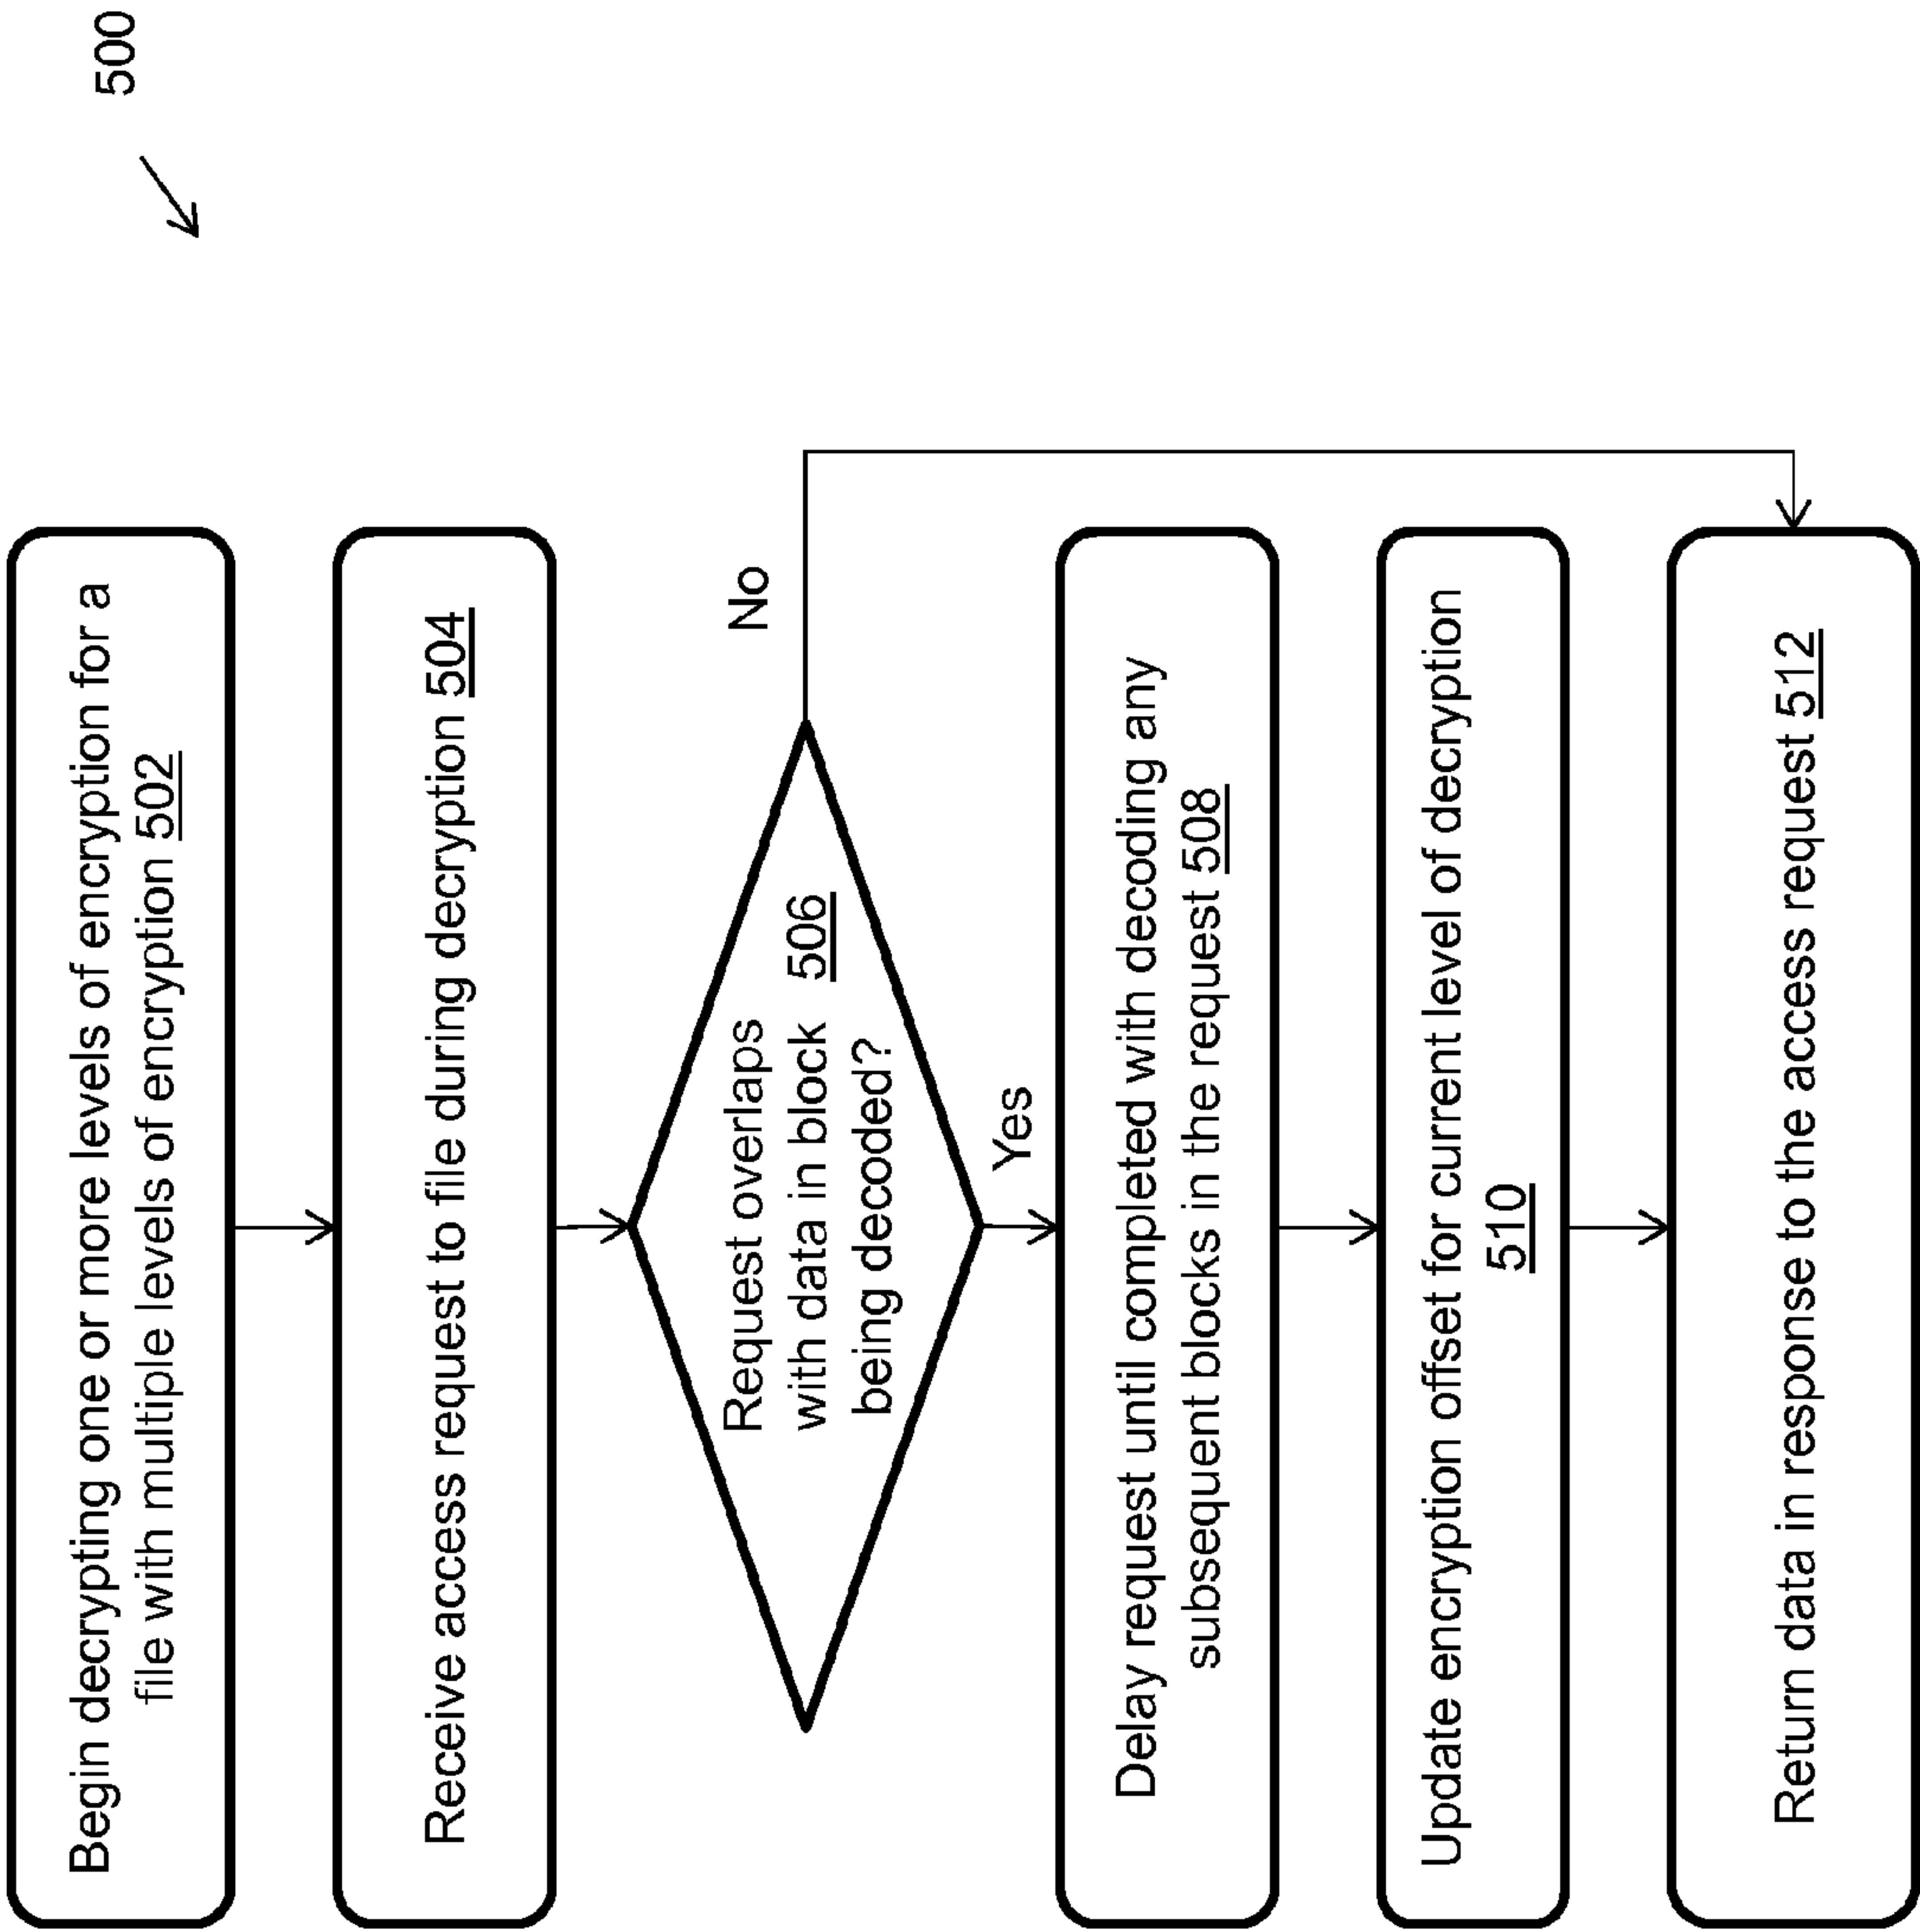 500
Begin decrypting one or more levels of encryption for a
file with multiple levels of encryption 502
Receive access request to file during decryption 504
Request overlaps
with data in block 506
being decoded?
No
Yes
Delay request until completed with decoding any
subsequent blocks in the request 508
Update encryption offset for current level of decryption
510
Return data in response to the access request 512